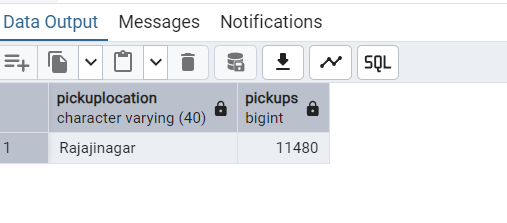 Data Output Messages Notifications
SQL
pickuplocation pickups
character varying (40) bigint
1 Rajajinagar 11480